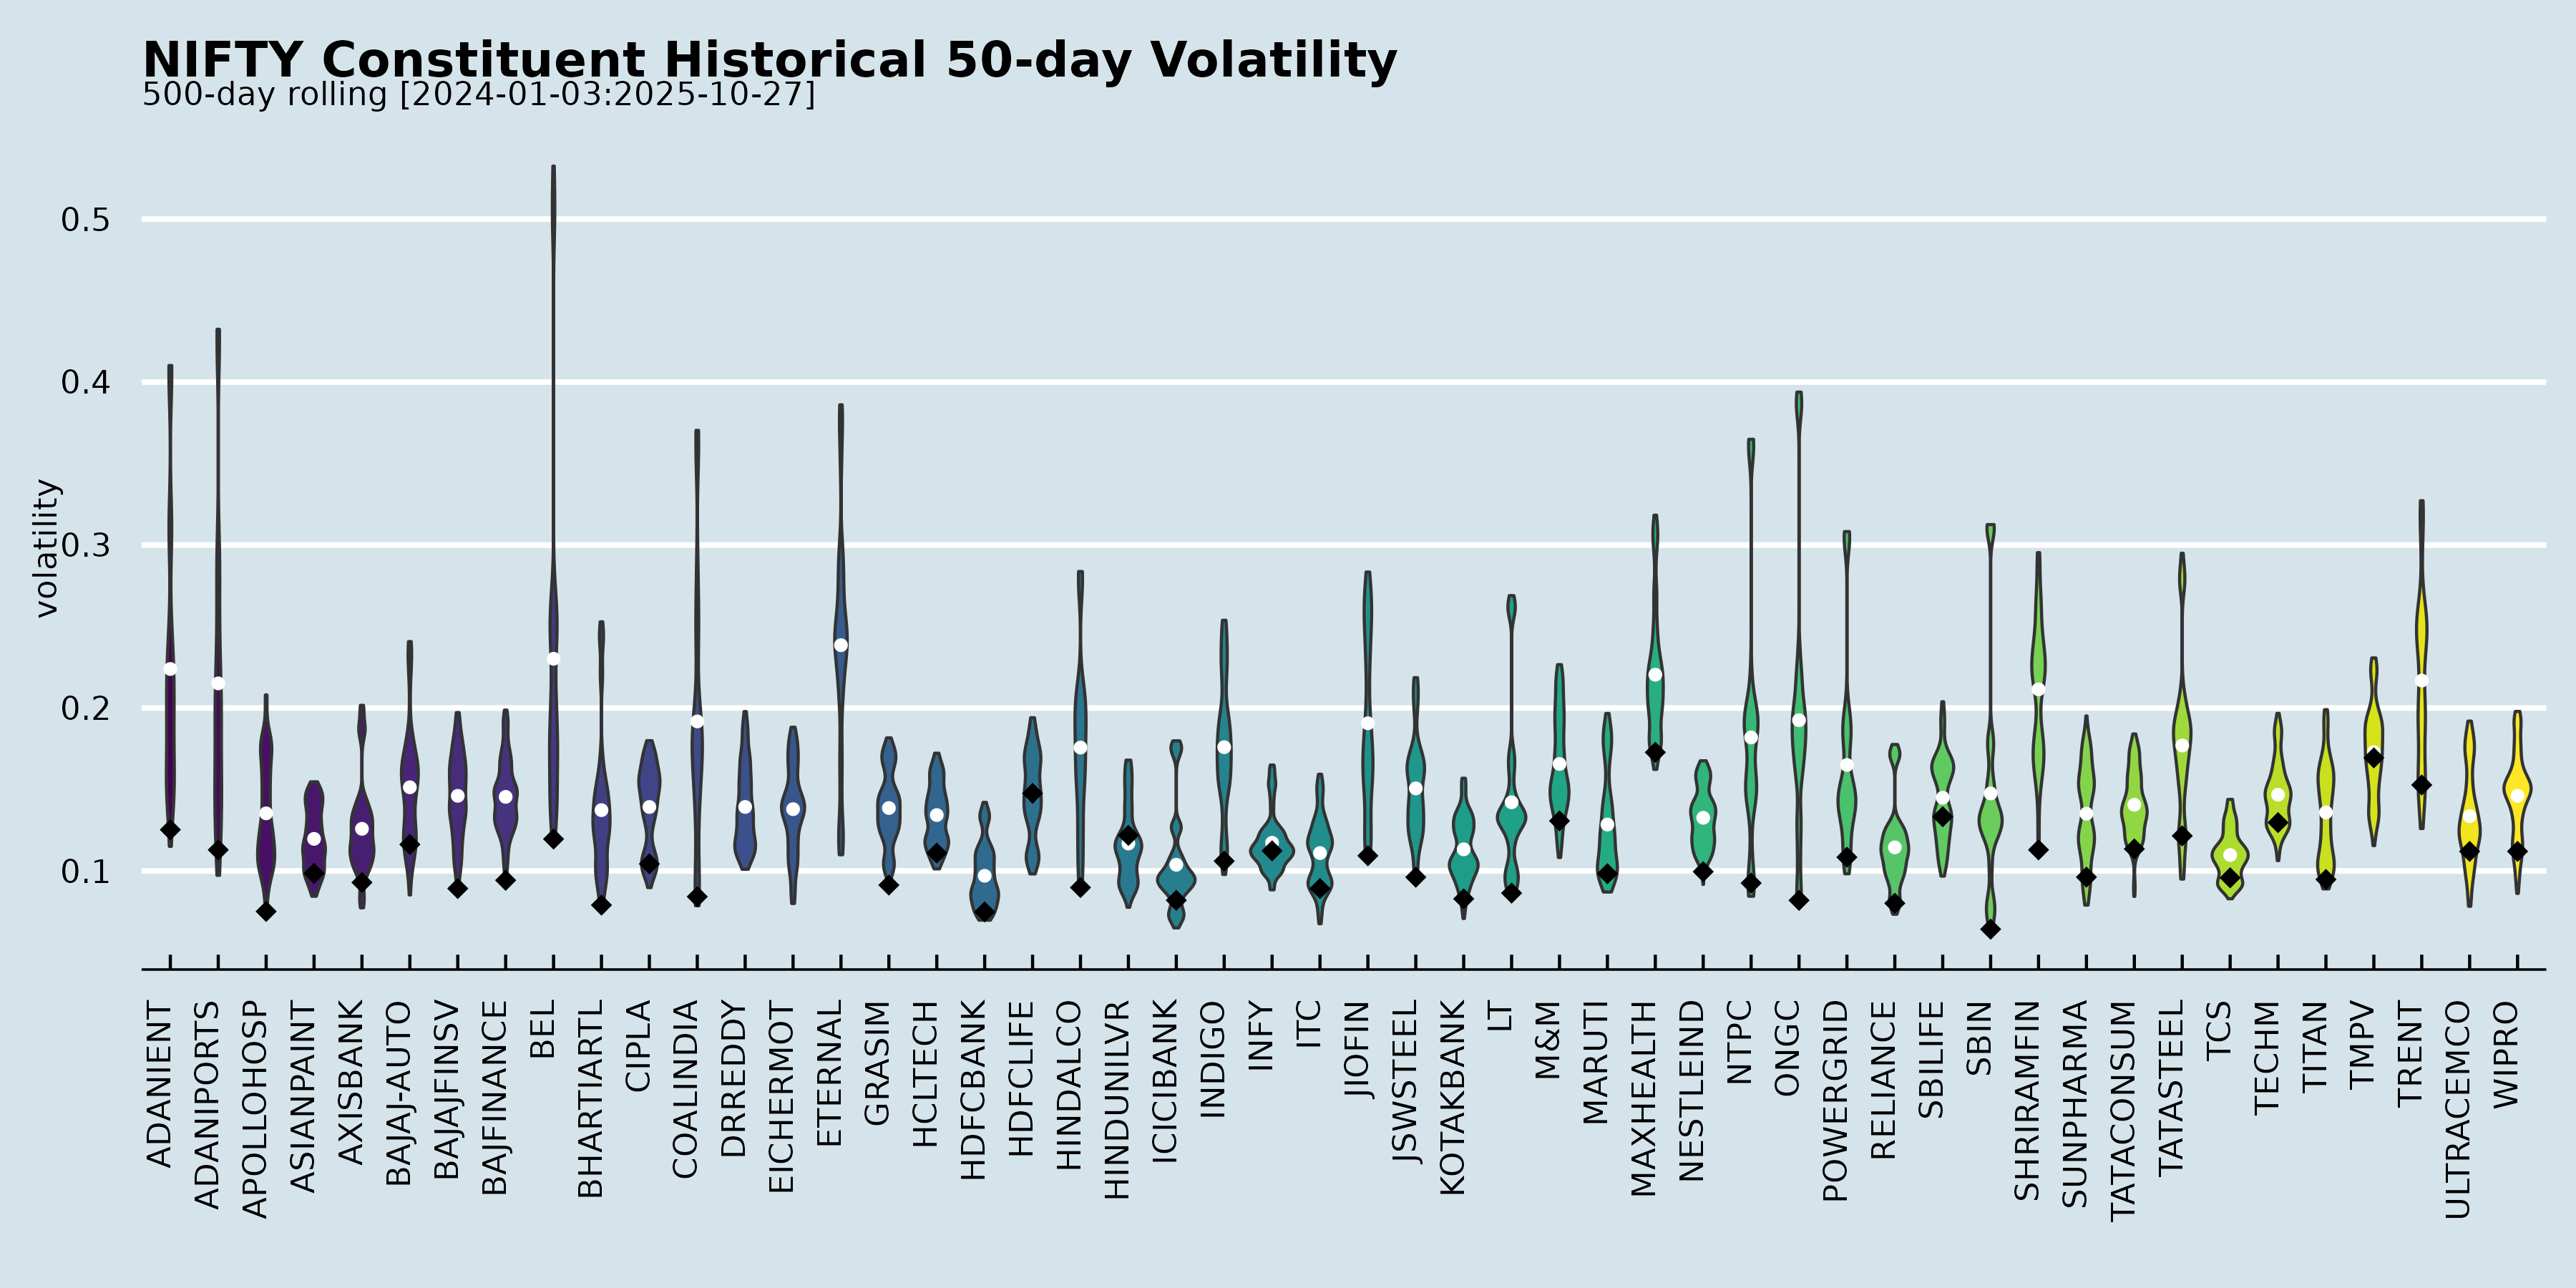 NIFTY Constituent Historical 50-day Volatility
500-day rolling [2024-01-03:2025-10-27]
volatility
0.5
0.4
0.3
0.2
0.1
ADANIENT
ADANIPORTS
APOLLOHOSP
ASIANPAINT
AXISBANK
BAJAJ-AUTO
BAJAJFINSV
BAJFINANCE
BEL
BHARTIARTL
CIPLA
COALINDIA
DRREDDY
EICHERMOT
ETERNAL
GRASIM
HCLTECH
HDFCBANK
HDFCLIFE
HINDALCO
HINDUNILVR
ICICIBANK
INDIGO
INFY
ITC
JIOFIN
JSWSTEEL
KOTAKBANK
LT
M&M
MARUTI
MAXHEALTH
NESTLEIND
NTPC
ONGC
POWERGRID
RELIANCE
SBILIFE
SBIN
SHRIRAMFIN
SUNPHARMA
TATACONSUM
TATASTEEL
TCS
TECHM
TITAN
TMPV
TRENT
ULTRACEMCO
WIPRO